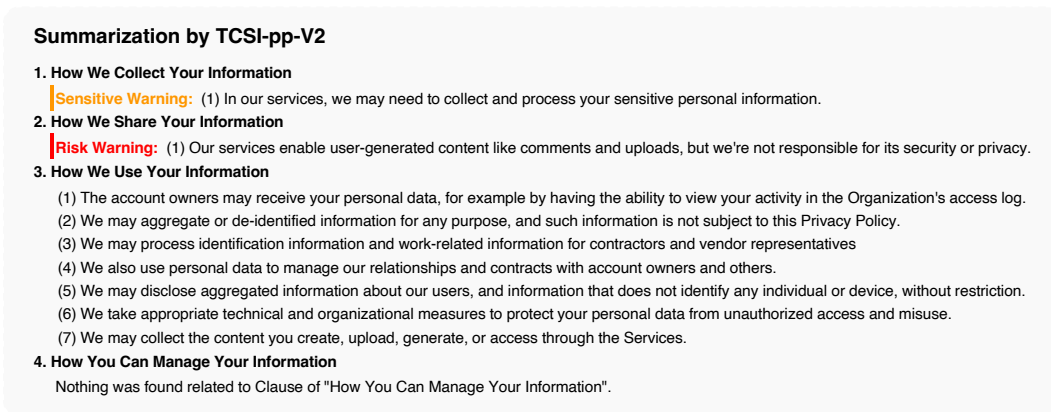 Summarization by TCSI-pp-V2
1. How We Collect Your Information
Sensitive Warning: (1) In our services, we may need to collect and process your sensitive personal information.
2. How We Share Your Information
Risk Warning: (1) Our services enable user-generated content like comments and uploads, but we're not responsible for its security or privacy.
3. How We Use Your Information
(1) The account owners may receive your personal data, for example by having the ability to view your activity in the Organization's access log.
(2) We may aggregate or de-identified information for any purpose, and such information is not subject to this Privacy Policy.
(3) We may process identification information and work-related information for contractors and vendor representatives
(4) We also use personal data to manage our relationships and contracts with account owners and others.
(5) We may disclose aggregated information about our users, and information that does not identify any individual or device, without restriction.
(6) We take appropriate technical and organizational measures to protect your personal data from unauthorized access and misuse.
(7) We may collect the content you create, upload, generate, or access through the Services.
4. How You Can Manage Your Information
Nothing was found related to Clause of "How You Can Manage Your Information".